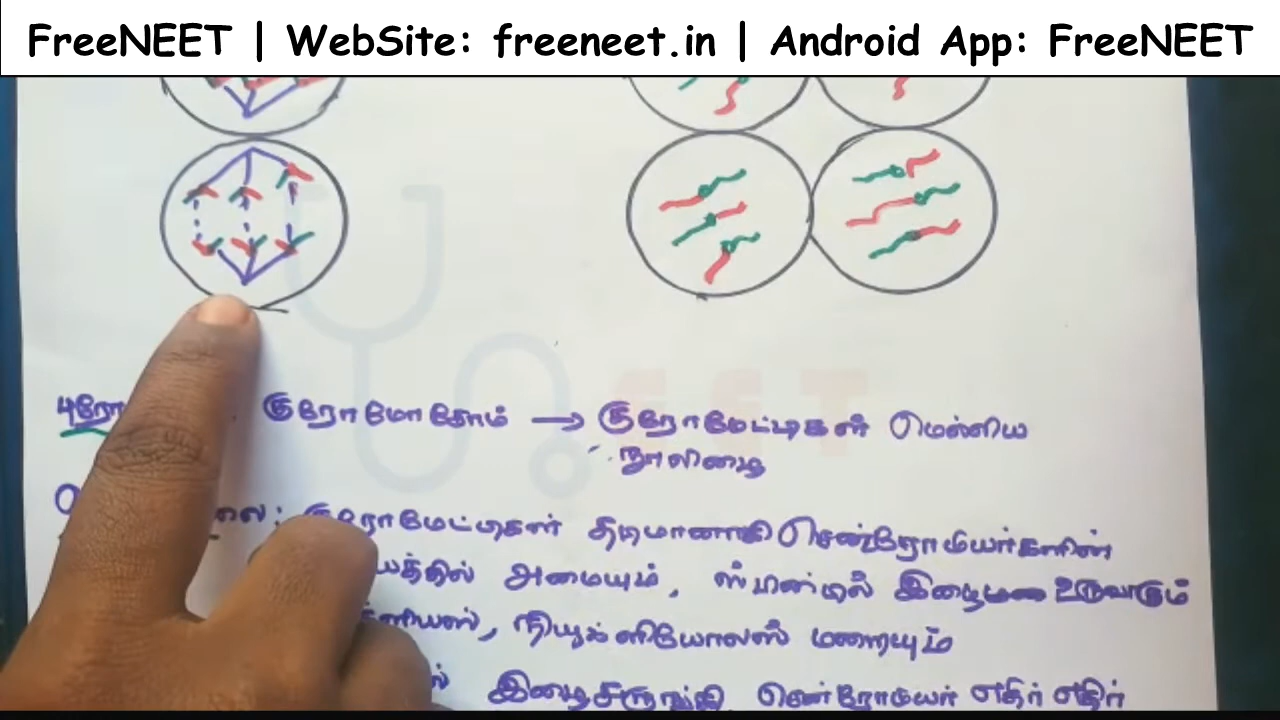 FreeNEET | WebSite: freeneet.in | Android App: FreeNEET
குரோமோசோம் → குரோமேட்டிகள் மெல்லிய
நூலிழை
குரோமேட்டிகள் தடிமானாகி சென்ட்ரோமியர்களின்
அமையும், ஸ்பிண்டில் இழைகள் உருவாகும்
நியூக்ளியோலஸ் மறையும்
இழை சுருங்கி சென்ட்ரோமியர் எதிர் எதிர்